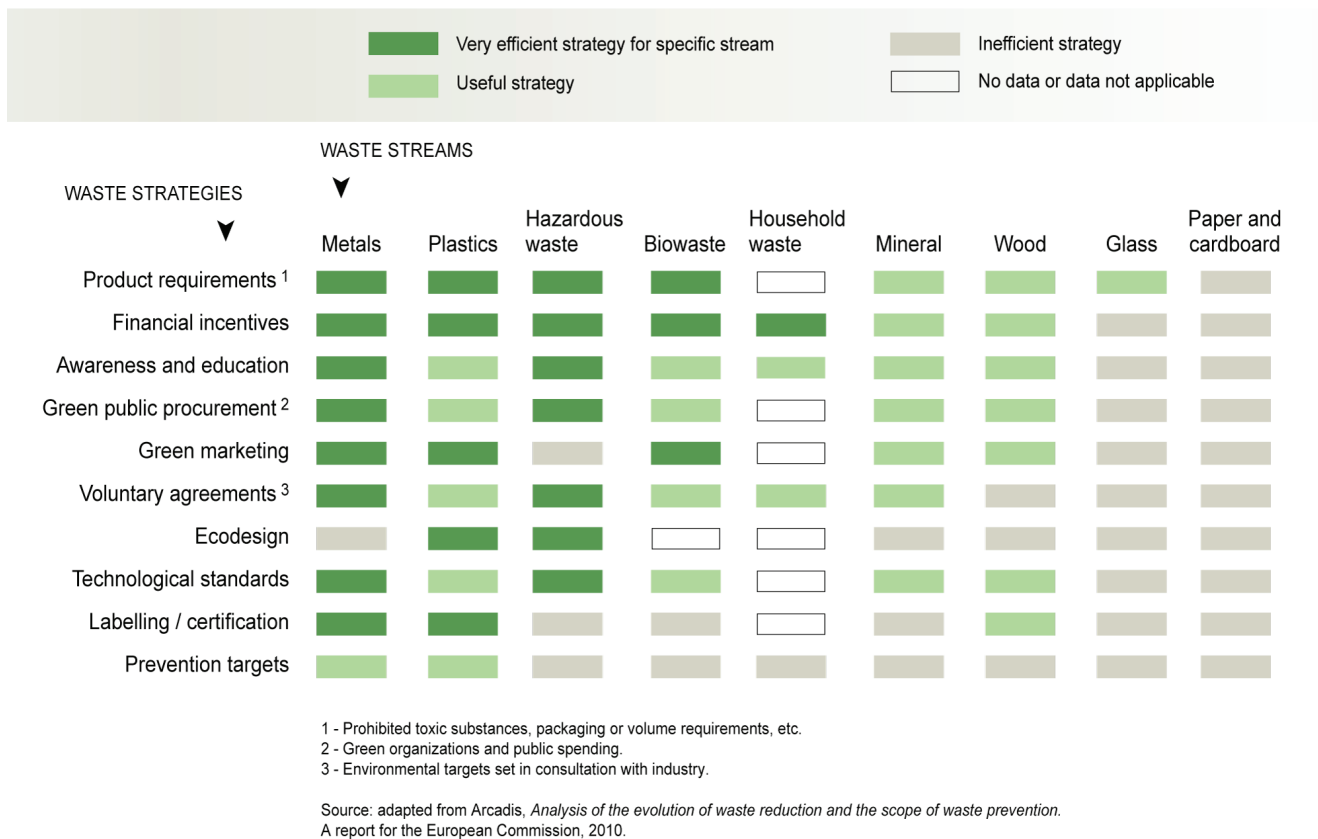 Very efficient strategy for specific stream
Inefficient strategy
Useful strategy
No data or data not applicable
WASTE STREAMS
WASTE STRATEGIES
Metals
Plastics
Hazardous
waste
Biowaste
Household
waste
Mineral
Wood
Glass
Paper and
cardboard
Product requirements 1
Financial incentives
Awareness and education
Green public procurement 2
Green marketing
Voluntary agreements 3
Ecodesign
Technological standards
Labelling / certification
Prevention targets
1 - Prohibited toxic substances, packaging or volume requirements, etc.
2 - Green organizations and public spending.
3 - Environmental targets set in consultation with industry.
Source: adapted from Arcadis, Analysis of the evolution of waste reduction and the scope of waste prevention.
A report for the European Commission, 2010.